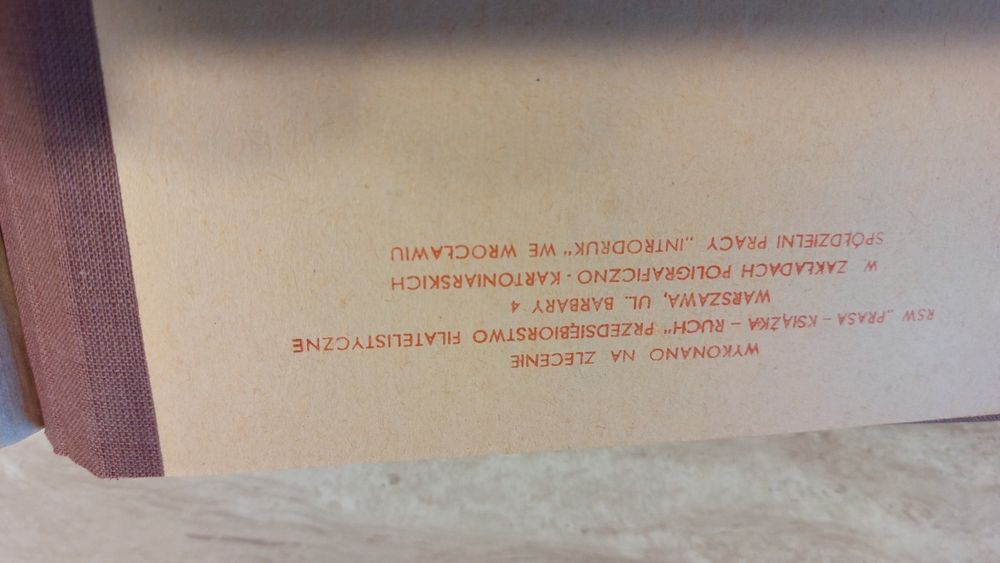 WYKONANO NA ZLECENIE
RSW „PRASA – KSIĄŻKA – RUCH" PRZEDSIĘBIORSTWO FILATELISTYCZNE
WARSZAWA, UL. BARBARY 4
W ZAKŁADACH POLIGRAFICZNO - KARTONIARSKICH
SPÓŁDZIELNI PRACY „INTRODRUK" WE WROCŁAWIU